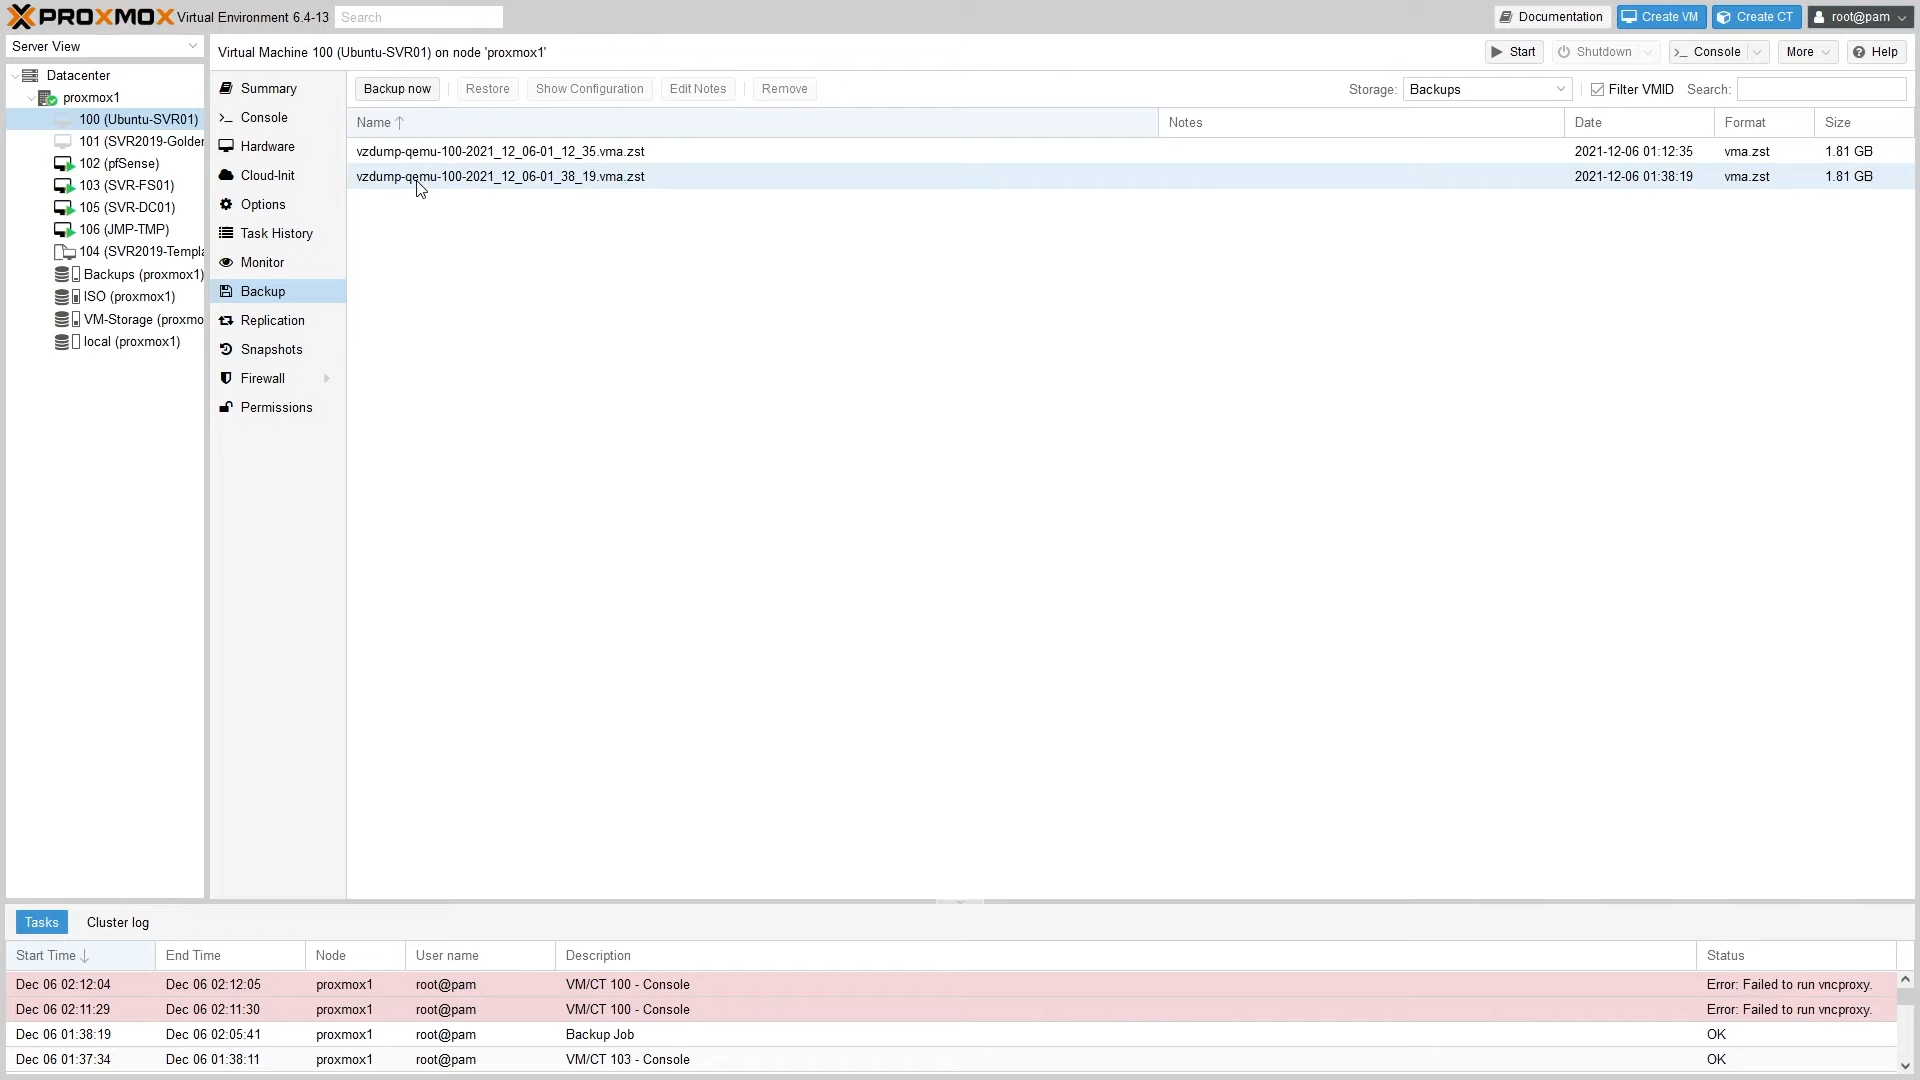 PROXMOX Virtual Environment 6.4-13 Search Documentation Create VM Create CT root@pam
Server View
Datacenter
proxmox1
100 (Ubuntu-SVR01)
101 (SVR2019-Golder
102 (pfSense)
103 (SVR-FS01)
105 (SVR-DC01)
106 (JMP-TMP)
104 (SVR2019-Templa
Backups (proxmox1)
ISO (proxmox1)
VM-Storage (proxmo
local (proxmox1)
Virtual Machine 100 (Ubuntu-SVR01) on node 'proxmox1' Start Shutdown Console More Help
Summary
Console
Hardware
Cloud-Init
Options
Task History
Monitor
Backup
Replication
Snapshots
Firewall
Permissions
Backup now Restore Show Configuration Edit Notes Remove Storage: Backups Filter VMID Search:
Name Notes Date Format Size
vzdump-qemu-100-2021_12_06-01_12_35.vma.zst 2021-12-06 01:12:35 vma.zst 1.81 GB
vzdump-qemu-100-2021_12_06-01_38_19.vma.zst 2021-12-06 01:38:19 vma.zst 1.81 GB
Tasks Cluster log
Start Time End Time Node User name Description Status
Dec 06 02:12:04 Dec 06 02:12:05 proxmox1 root@pam VM/CT 100 - Console Error: Failed to run vncproxy.
Dec 06 02:11:29 Dec 06 02:11:30 proxmox1 root@pam VM/CT 100 - Console Error: Failed to run vncproxy.
Dec 06 01:38:19 Dec 06 02:05:41 proxmox1 root@pam Backup Job OK
Dec 06 01:37:34 Dec 06 01:38:11 proxmox1 root@pam VM/CT 103 - Console OK